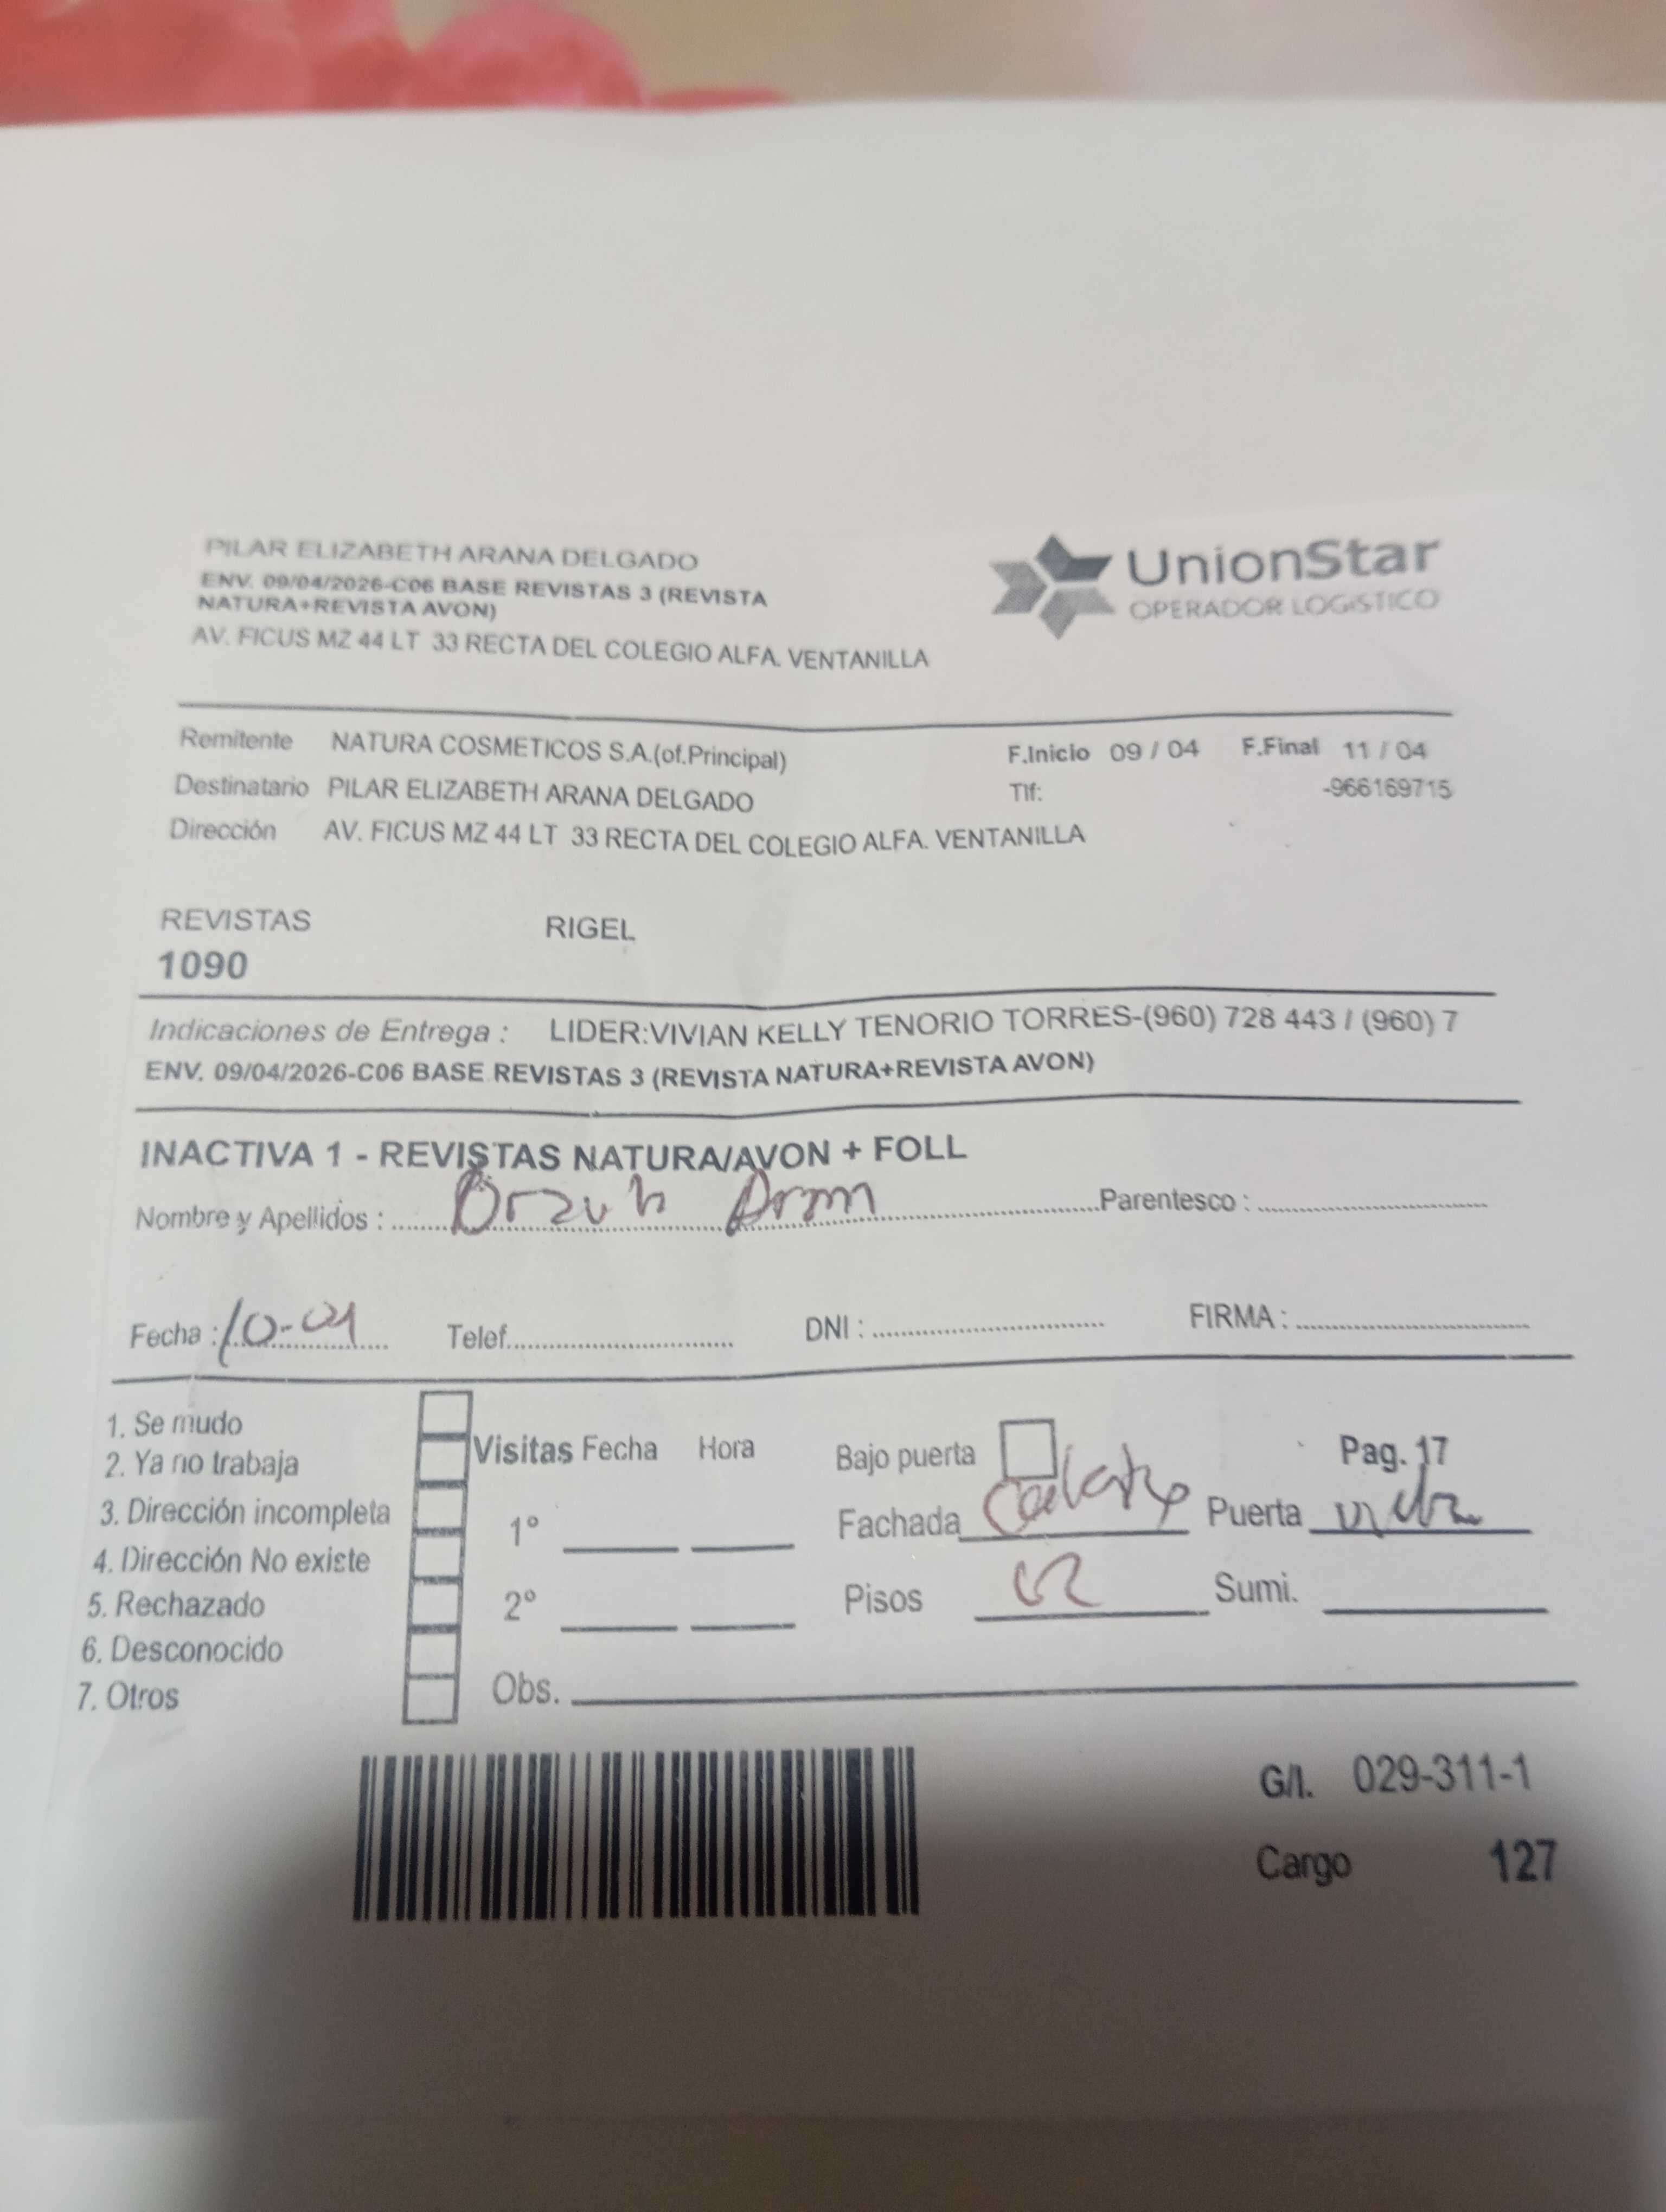 PILAR ELIZABETH ARANA DELGADO
ENV. 09/04/2026-C06 BASE REVISTAS 3 (REVISTA
NATURA+REVISTA AVON)
AV. FICUS MZ 44 LT 33 RECTA DEL COLEGIO ALFA. VENTANILLA
UnionStar
OPERADOR LOGISTICO
Remitente NATURA COSMETICOS S.A.(of.Principal) F.Inicio 09 / 04 F.Final 11 / 04
Destinatario PILAR ELIZABETH ARANA DELGADO Tlf: -966169715
Dirección AV. FICUS MZ 44 LT 33 RECTA DEL COLEGIO ALFA. VENTANILLA
REVISTAS RIGEL
1090
Indicaciones de Entrega : LIDER:VIVIAN KELLY TENORIO TORRES-(960) 728 443 / (960) 7
ENV. 09/04/2026-C06 BASE REVISTAS 3 (REVISTA NATURA+REVISTA AVON)
INACTIVA 1 - REVISTAS NATURA/AVON + FOLL
Nombre y Apellidos : Parentesco :
Fecha : 10-04 Telef. DNI : FIRMA :
1. Se mudo
2. Ya no trabaja
3. Dirección incompleta
4. Dirección No existe
5. Rechazado
6. Desconocido
7. Otros
Visitas Fecha Hora
1°
2°
Obs.
Bajo puerta Pag. 17
Fachada Puerta
Pisos Sumi.
G/I. 029-311-1
Cargo 127